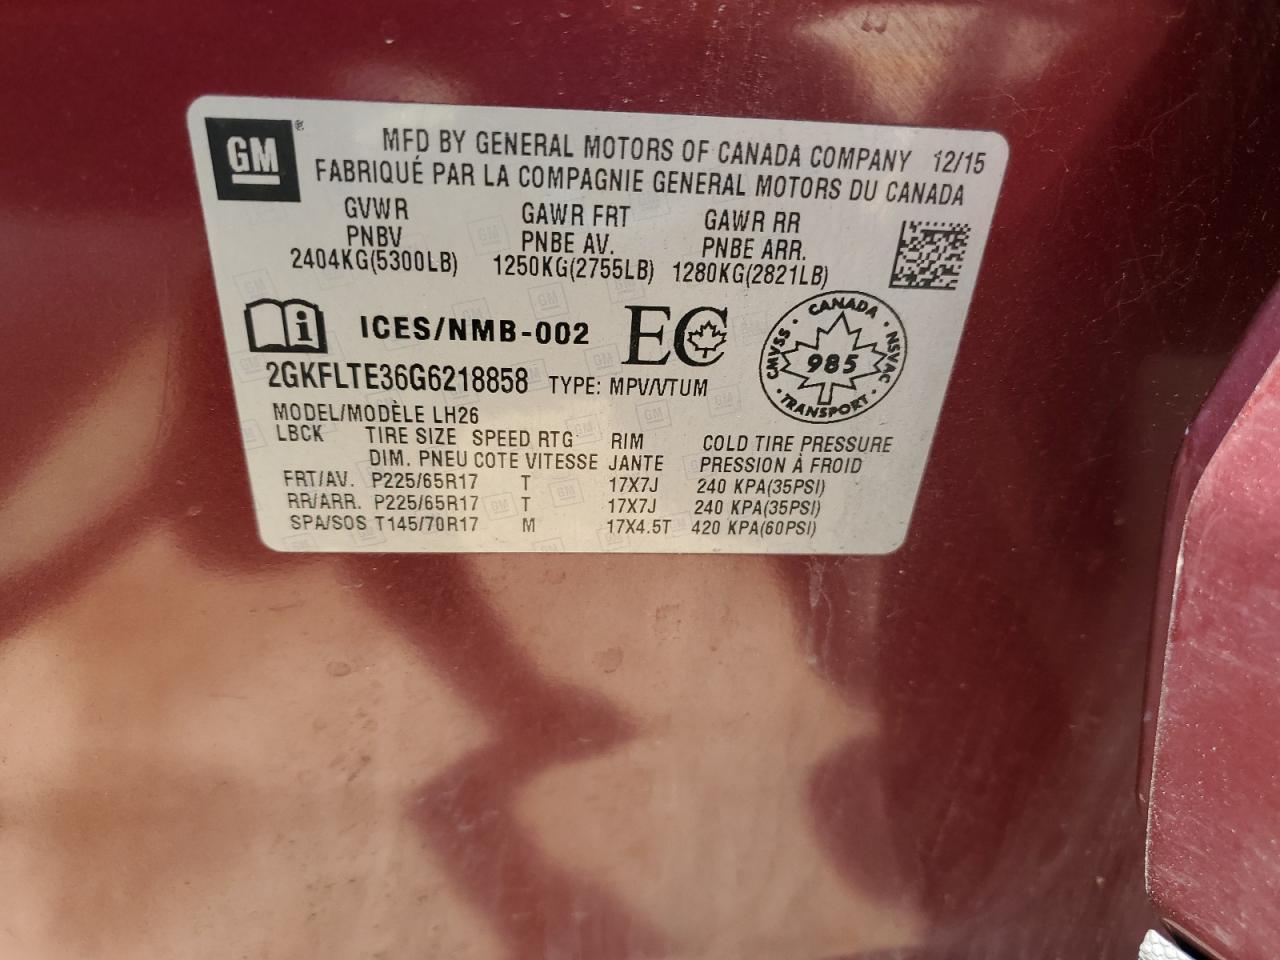 GM®
MFD BY GENERAL MOTORS OF CANADA COMPANY 12/15
FABRIQUÉ PAR LA COMPAGNIE GENERAL MOTORS DU CANADA
GVWR GAWR FRT GAWR RR
PNBV PNBE AV. PNBE ARR.
2404KG(5300LB) 1250KG(2755LB) 1280KG(2821LB)
i ICES/NMB-002 EC
CANADA · NSVAC · TRANSPORT · CMVSS ·
985
2GKFLTE36G6218858 TYPE: MPV/VTUM
MODEL/MODÈLE LH26
LBCK TIRE SIZE SPEED RTG RIM COLD TIRE PRESSURE
DIM. PNEU COTE VITESSE JANTE PRESSION À FROID
FRT/AV. P225/65R17 T 17X7J 240 KPA(35PSI)
RR/ARR. P225/65R17 T 17X7J 240 KPA(35PSI)
SPA/SOS T145/70R17 M 17X4.5T 420 KPA(60PSI)